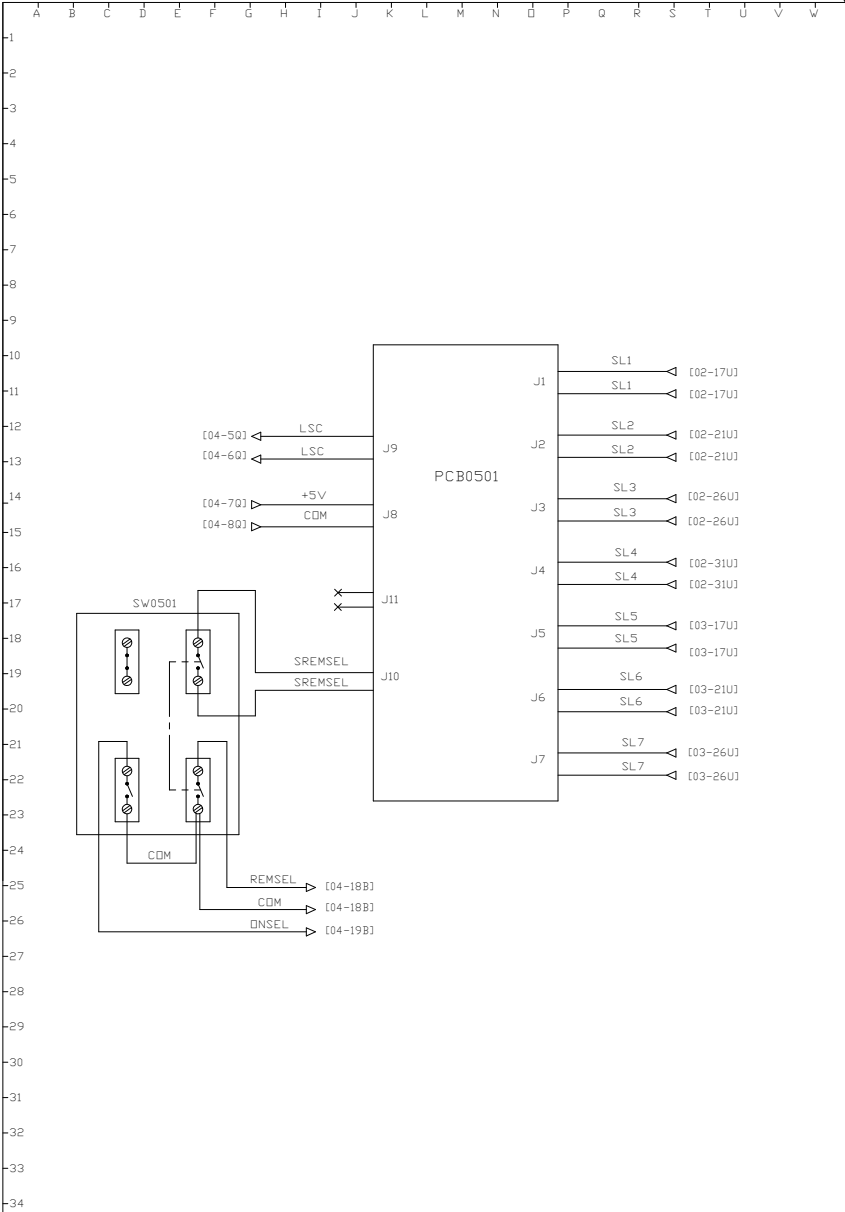 A B C D E F G H I J K L M N O P Q R S T U V W
1
2
3
4
5
6
7
8
9
10
SL1
[02-17U]
J1
11
SL1
[02-17U]
12
[04-5Q]
LSC
SL2
[02-21U]
J2
[04-6Q]
LSC
J9
SL2
[02-21U]
13
PCB0501
14
[04-7Q]
+5V
SL3
[02-26U]
J3
[04-8Q]
COM
J8
SL3
[02-26U]
15
16
SL4
[02-31U]
J4
SL4
[02-31U]
17
SW0501
J11
SL5
[03-17U]
18
J5
SL5
[03-17U]
19
SREMSEL
J10
SL6
[03-21U]
SREMSEL
J6
20
SL6
[03-21U]
21
SL7
[03-26U]
J7
22
SL7
[03-26U]
23
24
COM
25
REMSEL
[04-18B]
COM
[04-18B]
26
ONSEL
[04-19B]
27
28
29
30
31
32
33
34